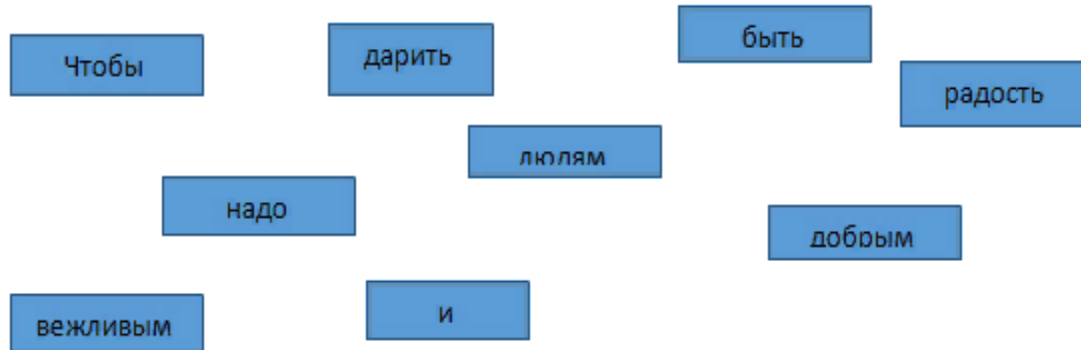 Чтобы
дарить
быть
радость
людям
надо
добрым
вежливым
и